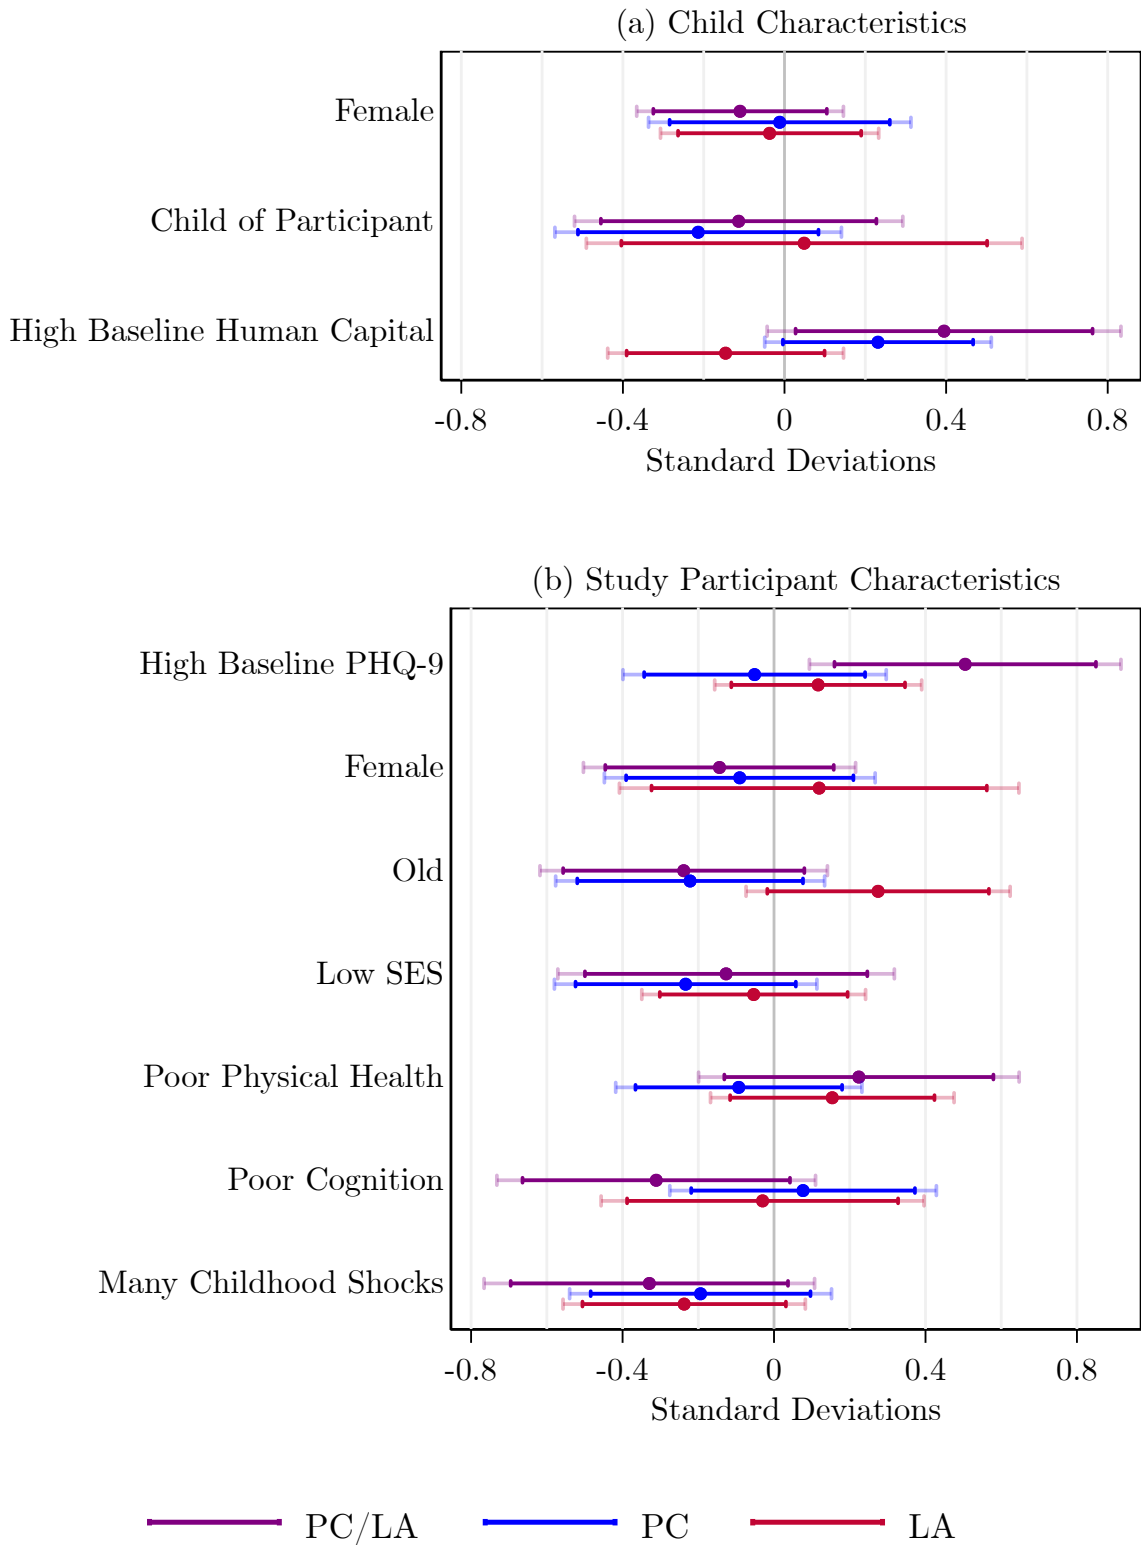 (a) Child Characteristics
Female
Child of Participant
High Baseline Human Capital
-0.8 -0.4 0 0.4 0.8
Standard Deviations
(b) Study Participant Characteristics
High Baseline PHQ-9
Female
Old
Low SES
Poor Physical Health
Poor Cognition
Many Childhood Shocks
-0.8 -0.4 0 0.4 0.8
Standard Deviations
PC/LA PC LA